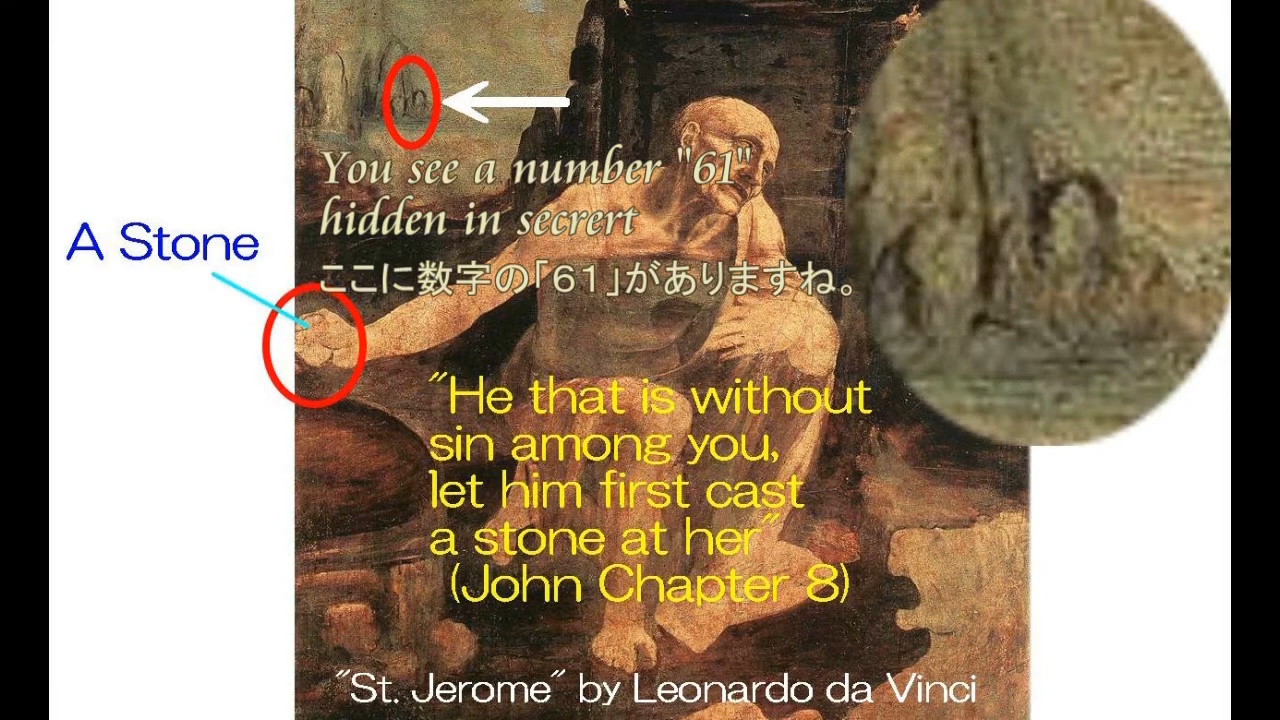 You see a number "61"
hidden in secrert
ここに数字の「61」がありますね。
A Stone
"He that is without
sin among you,
let him first cast
a stone at her"
(John Chapter 8)
"St. Jerome" by Leonardo da Vinci